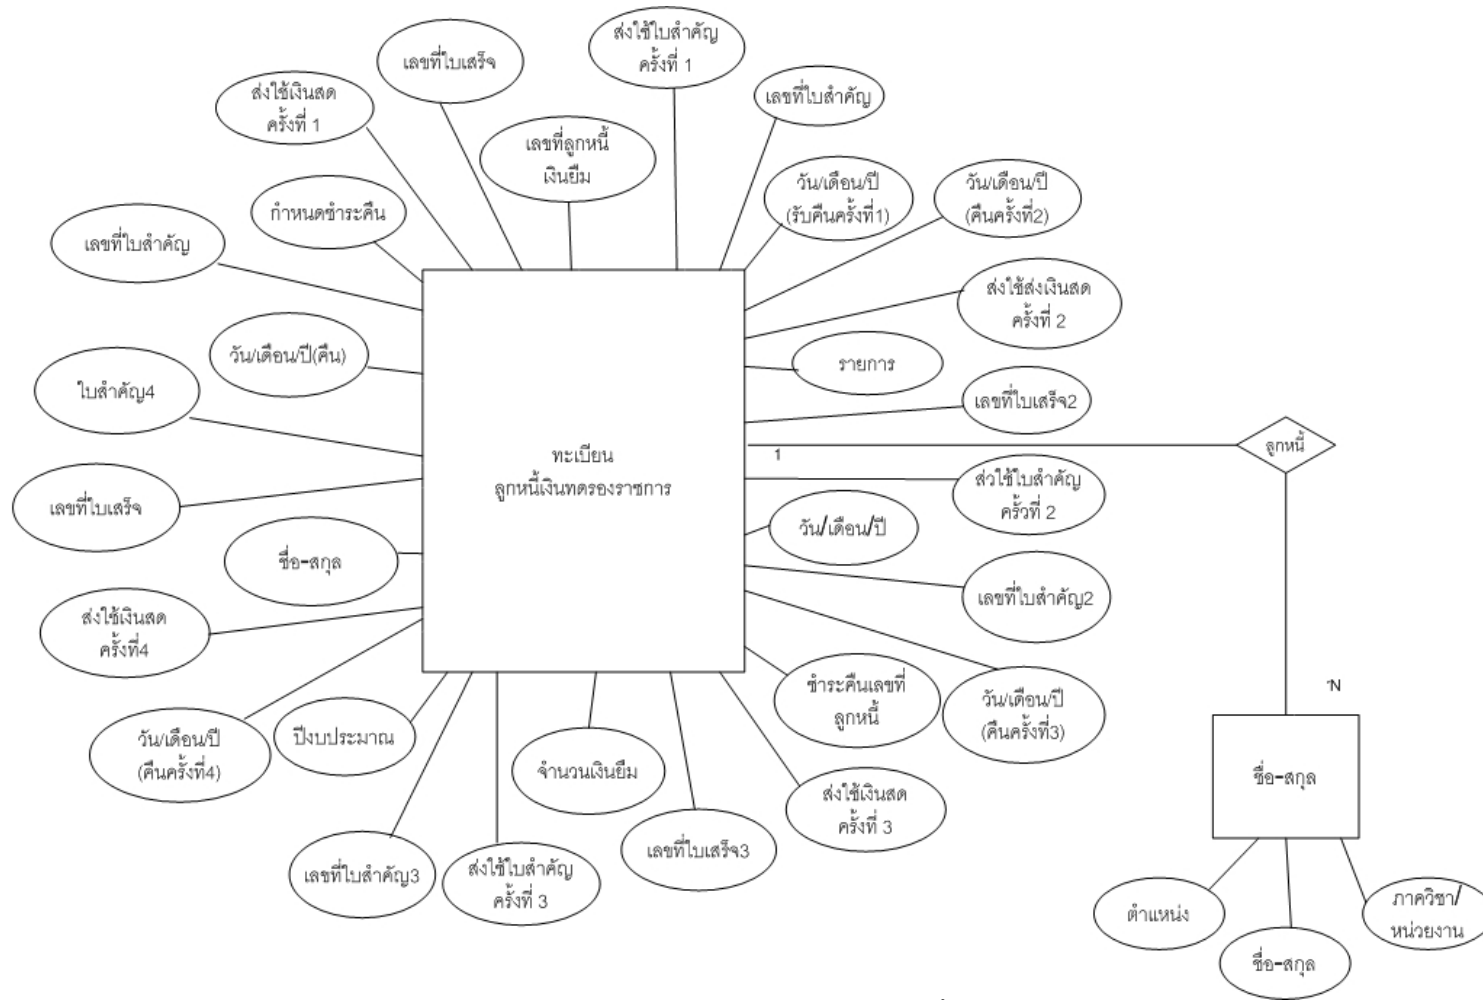 ส่งใช้ใบสำคัญ
ครั้งที่ 1
เลขที่ใบเสร็จ
ส่งใช้เงินสด
ครั้งที่ 1
เลขที่ใบสำคัญ
เลขที่ลูกหนี้
เงินยืม
วัน/เดือน/ปี
(รับคืนครั้งที่1)
วัน/เดือน/ปี
(คืนครั้งที่2)
กำหนดชำระคืน
เลขที่ใบสำคัญ
ส่งใช้ส่งเงินสด
ครั้งที่ 2
วัน/เดือน/ปี(คืน)
รายการ
ใบสำคัญ4
เลขที่ใบเสร็จ2
ทะเบียน
ลูกหนี้เงินทดรองราชการ
1
ลูกหนี้
เลขที่ใบเสร็จ
ส่วใช้ใบสำคัญ
ครั้วที่ 2
วัน/เดือน/ปี
ชื่อ-สกุล
เลขที่ใบสำคัญ2
ส่งใช้เงินสด
ครั้งที่4
ชำระคืนเลขที่
ลูกหนี้
วัน/เดือน/ปี
(คืนครั้งที่3)
N
วัน/เดือน/ปี
(คืนครั้งที่4)
ปีงบประมาณ
จำนวนเงินยืม
ชื่อ-สกุล
ส่งใช้เงินสด
ครั้งที่ 3
เลขที่ใบเสร็จ3
เลขที่ใบสำคัญ3
ส่งใช้ใบสำคัญ
ครั้งที่ 3
ตำแหน่ง
ภาควิชา/
หน่วยงาน
ชื่อ-สกุล